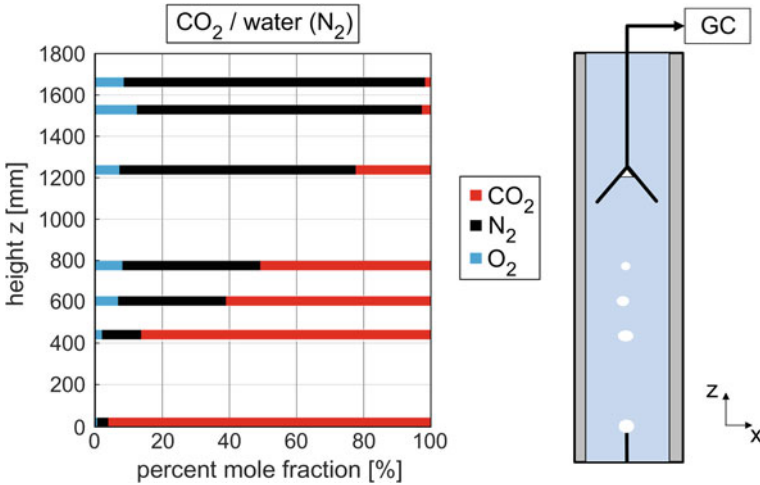 CO₂ / water (N₂)
GC
1800
1600
1400
1200
1000
800
600
400
200
0
height z [mm]
0 20 40 60 80 100
percent mole fraction [%]
CO₂
N₂
O₂
z
x